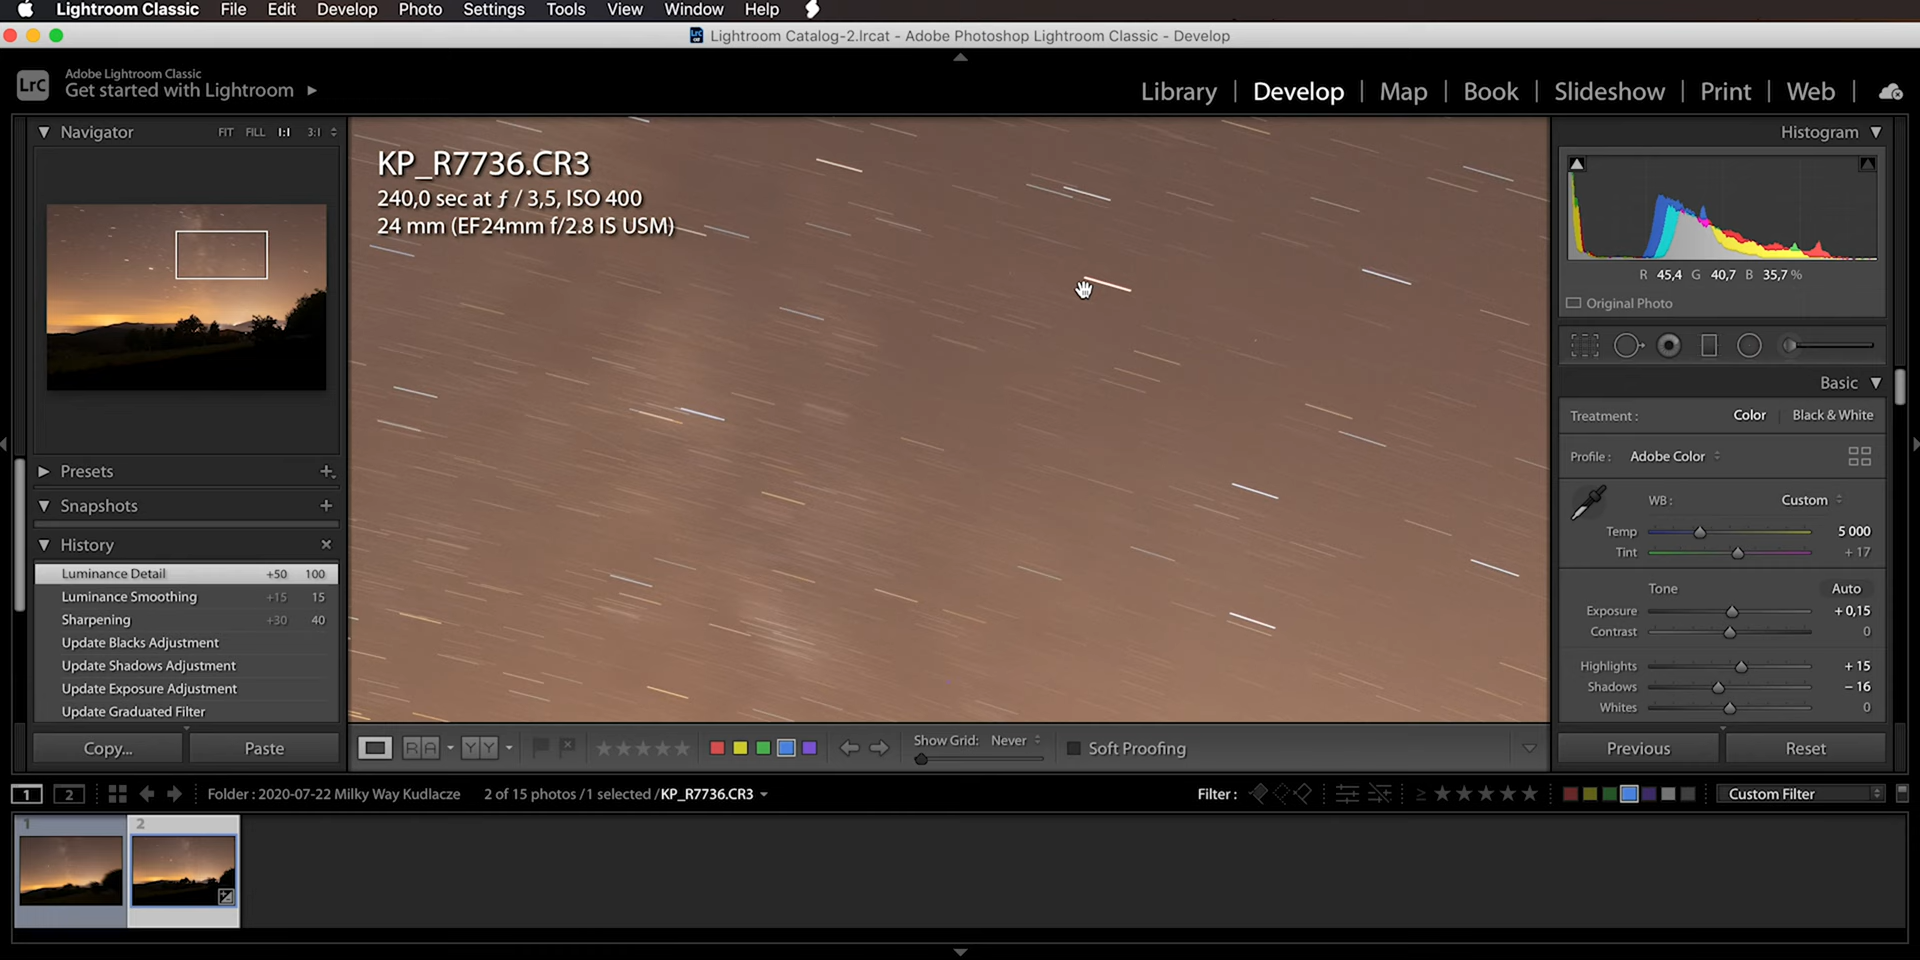 Lightroom Classic File Edit Develop Photo Settings Tools View Window Help
Lightroom Catalog-2.lrcat - Adobe Photoshop Lightroom Classic - Develop
LrC
Adobe Lightroom Classic
Get started with Lightroom
Library | Develop | Map | Book | Slideshow | Print | Web |
Navigator FIT FILL 1:1 3:1
KP_R7736.CR3
240,0 sec at ƒ / 3,5, ISO 400
24 mm (EF24mm f/2.8 IS USM)
Presets
Snapshots
History
Luminance Detail +50 100
Luminance Smoothing +15 15
Sharpening +30 40
Update Blacks Adjustment
Update Shadows Adjustment
Update Exposure Adjustment
Update Graduated Filter
Copy... Paste
R A Y Y Show Grid: Never Soft Proofing
Histogram
R 45,4 G 40,7 B 35,7 %
Original Photo
Basic
Treatment : Color Black & White
Profile : Adobe Color
WB : Custom
Temp 5 000
Tint + 17
Tone Auto
Exposure + 0,15
Contrast 0
Highlights + 15
Shadows – 16
Whites 0
Previous Reset
1 2 Folder : 2020-07-22 Milky Way Kudlacze 2 of 15 photos /1 selected /KP_R7736.CR3 Filter : ≥ Custom Filter
1 2